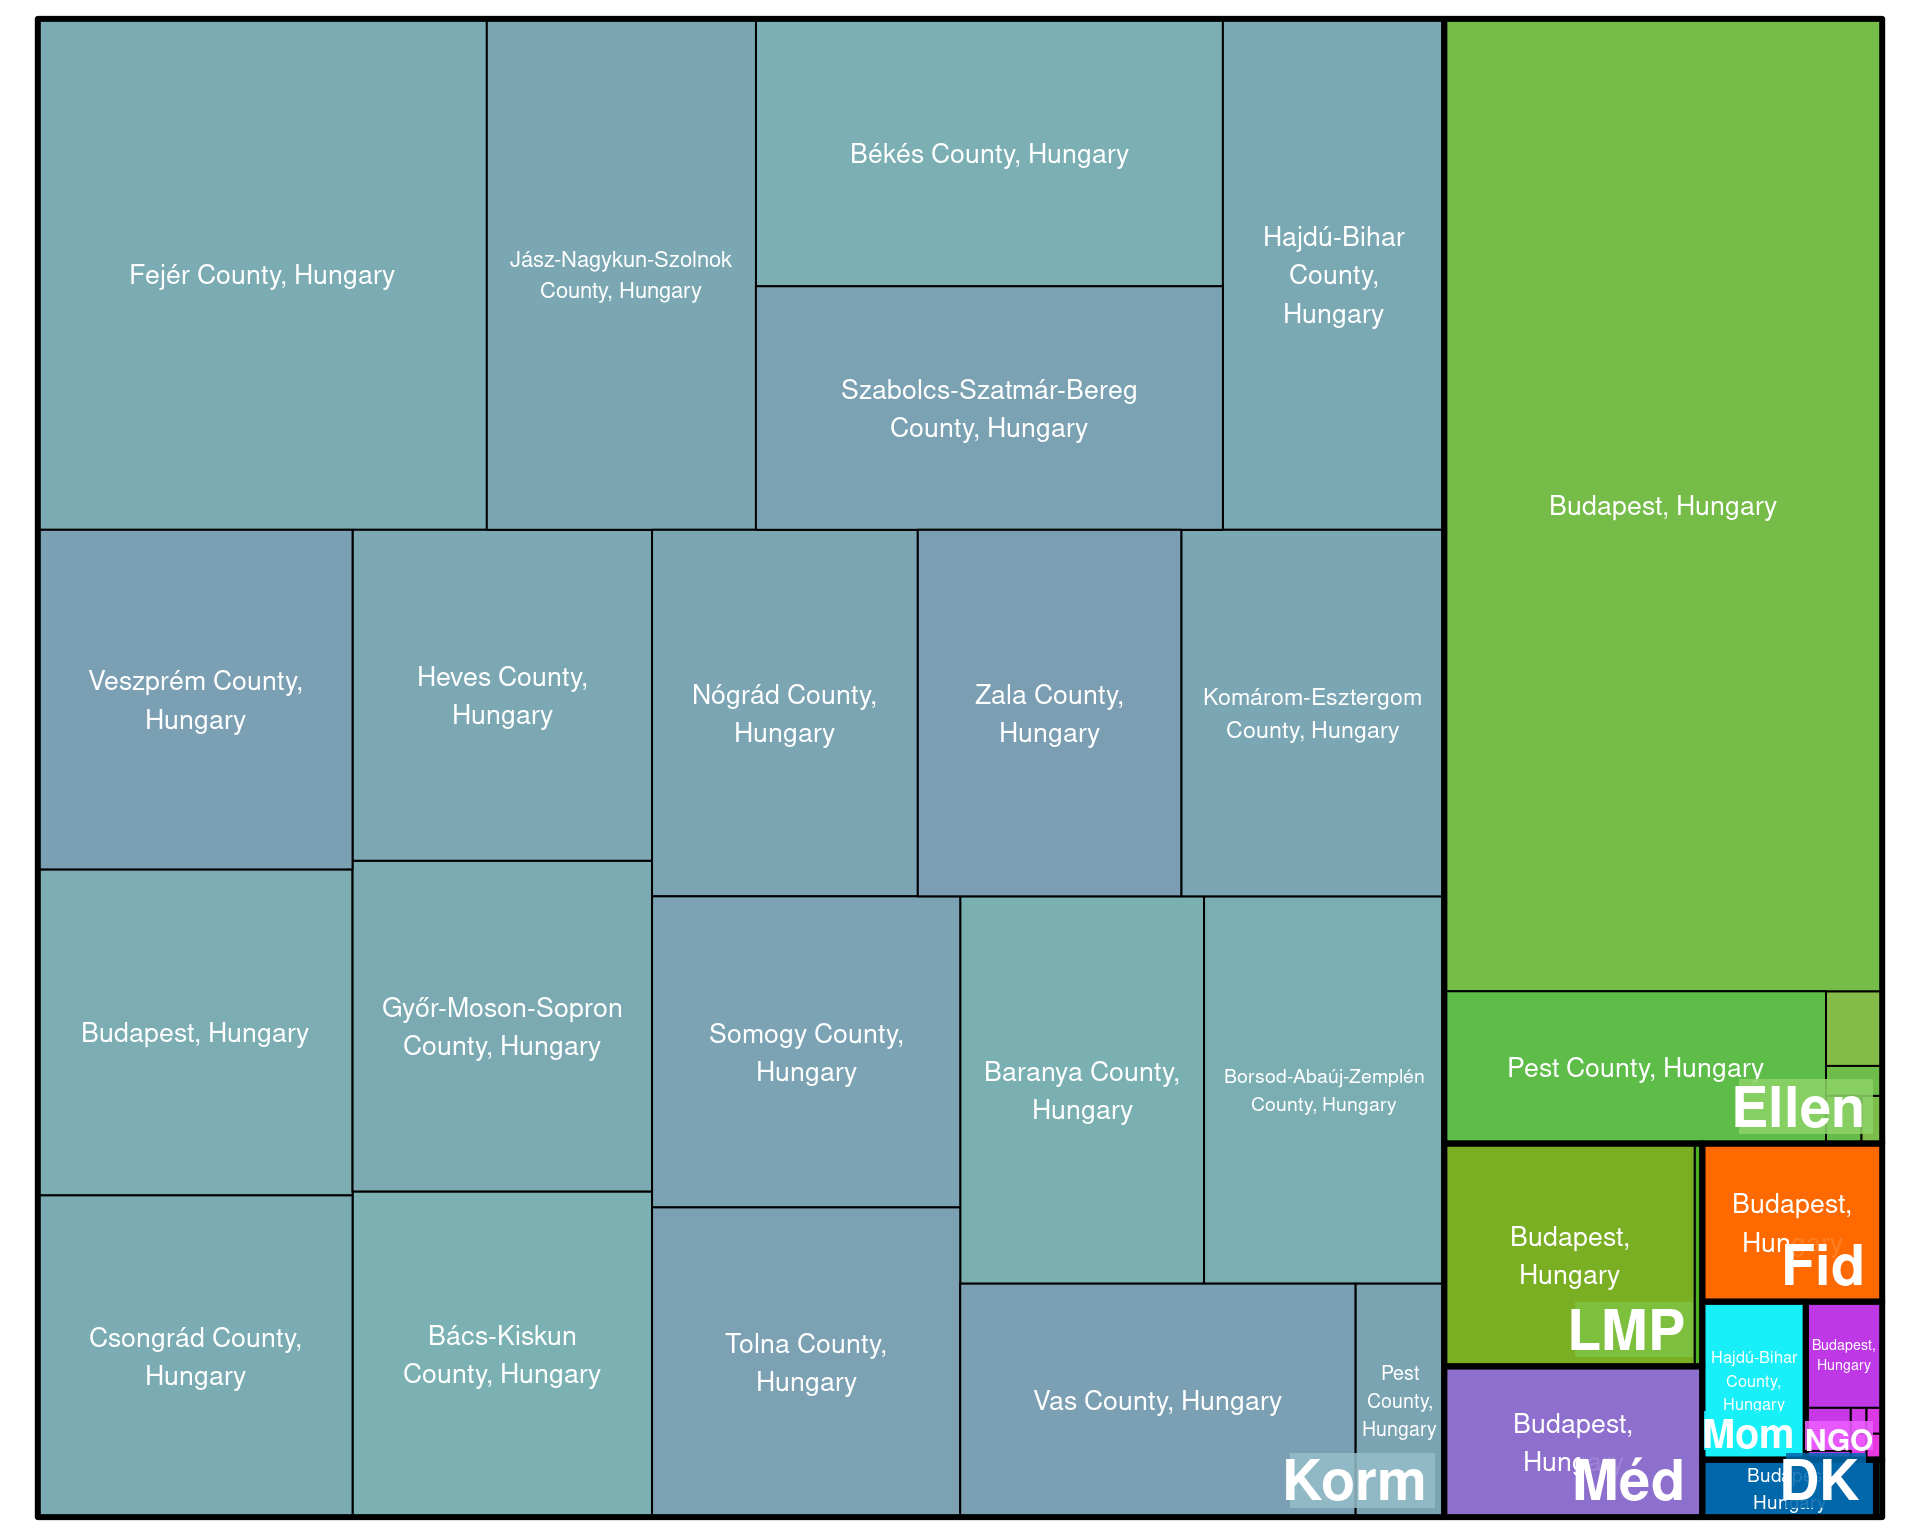 Fejér County, Hungary
Jász-Nagykun-Szolnok
County, Hungary
Békés County, Hungary
Szabolcs-Szatmár-Bereg
County, Hungary
Hajdú-Bihar
County,
Hungary
Veszprém County,
Hungary
Heves County,
Hungary
Nógrád County,
Hungary
Zala County,
Hungary
Komárom-Esztergom
County, Hungary
Budapest, Hungary
Győr-Moson-Sopron
County, Hungary
Somogy County,
Hungary
Baranya County,
Hungary
Borsod-Abaúj-Zemplén
County, Hungary
Csongrád County,
Hungary
Bács-Kiskun
County, Hungary
Tolna County,
Hungary
Vas County, Hungary
Pest
County,
Hungary
Korm
Budapest, Hungary
Pest County, Hungary
Ellen
Budapest,
Hungary
LMP
Budapest,
Hungary
Fid
Budapest,
Hungary
Méd
Hajdú-Bihar
County,
Hungary
Mom
Budapest,
Hungary
NGO
Budapest,
Hungary
DK